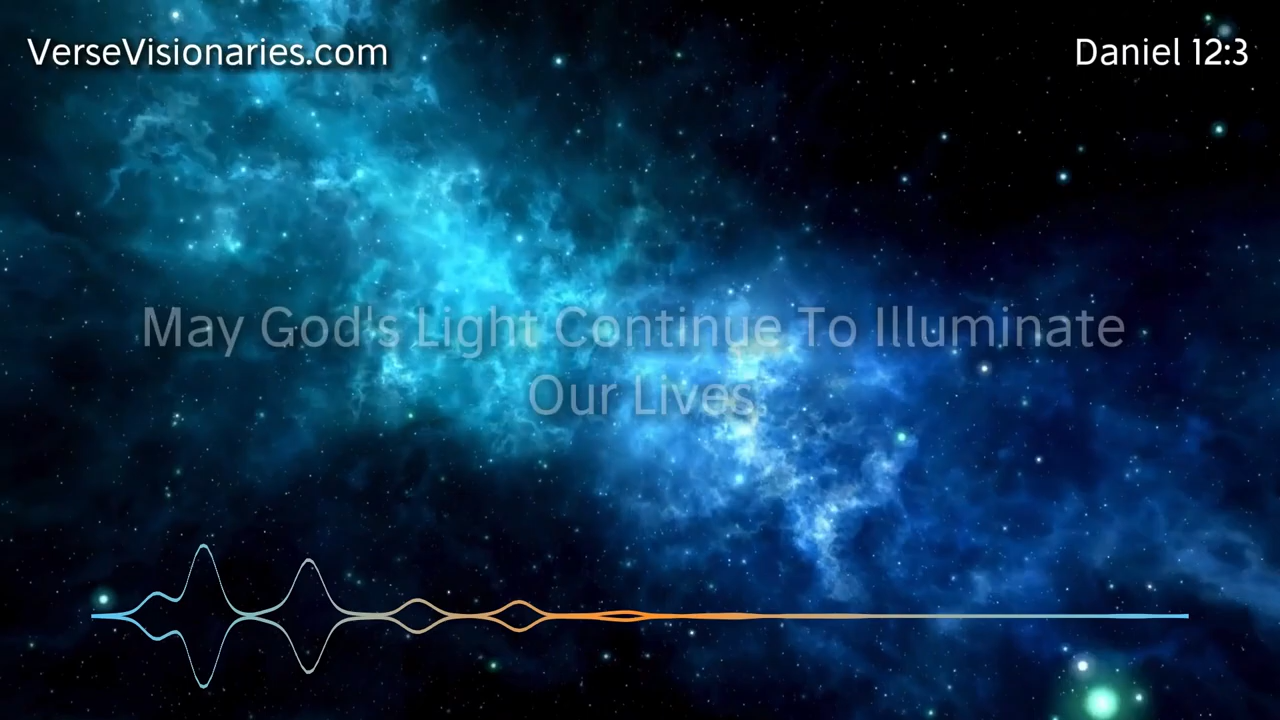 VerseVisionaries.com
Daniel 12:3
May God's Light Continue To Illuminate
Our Lives.